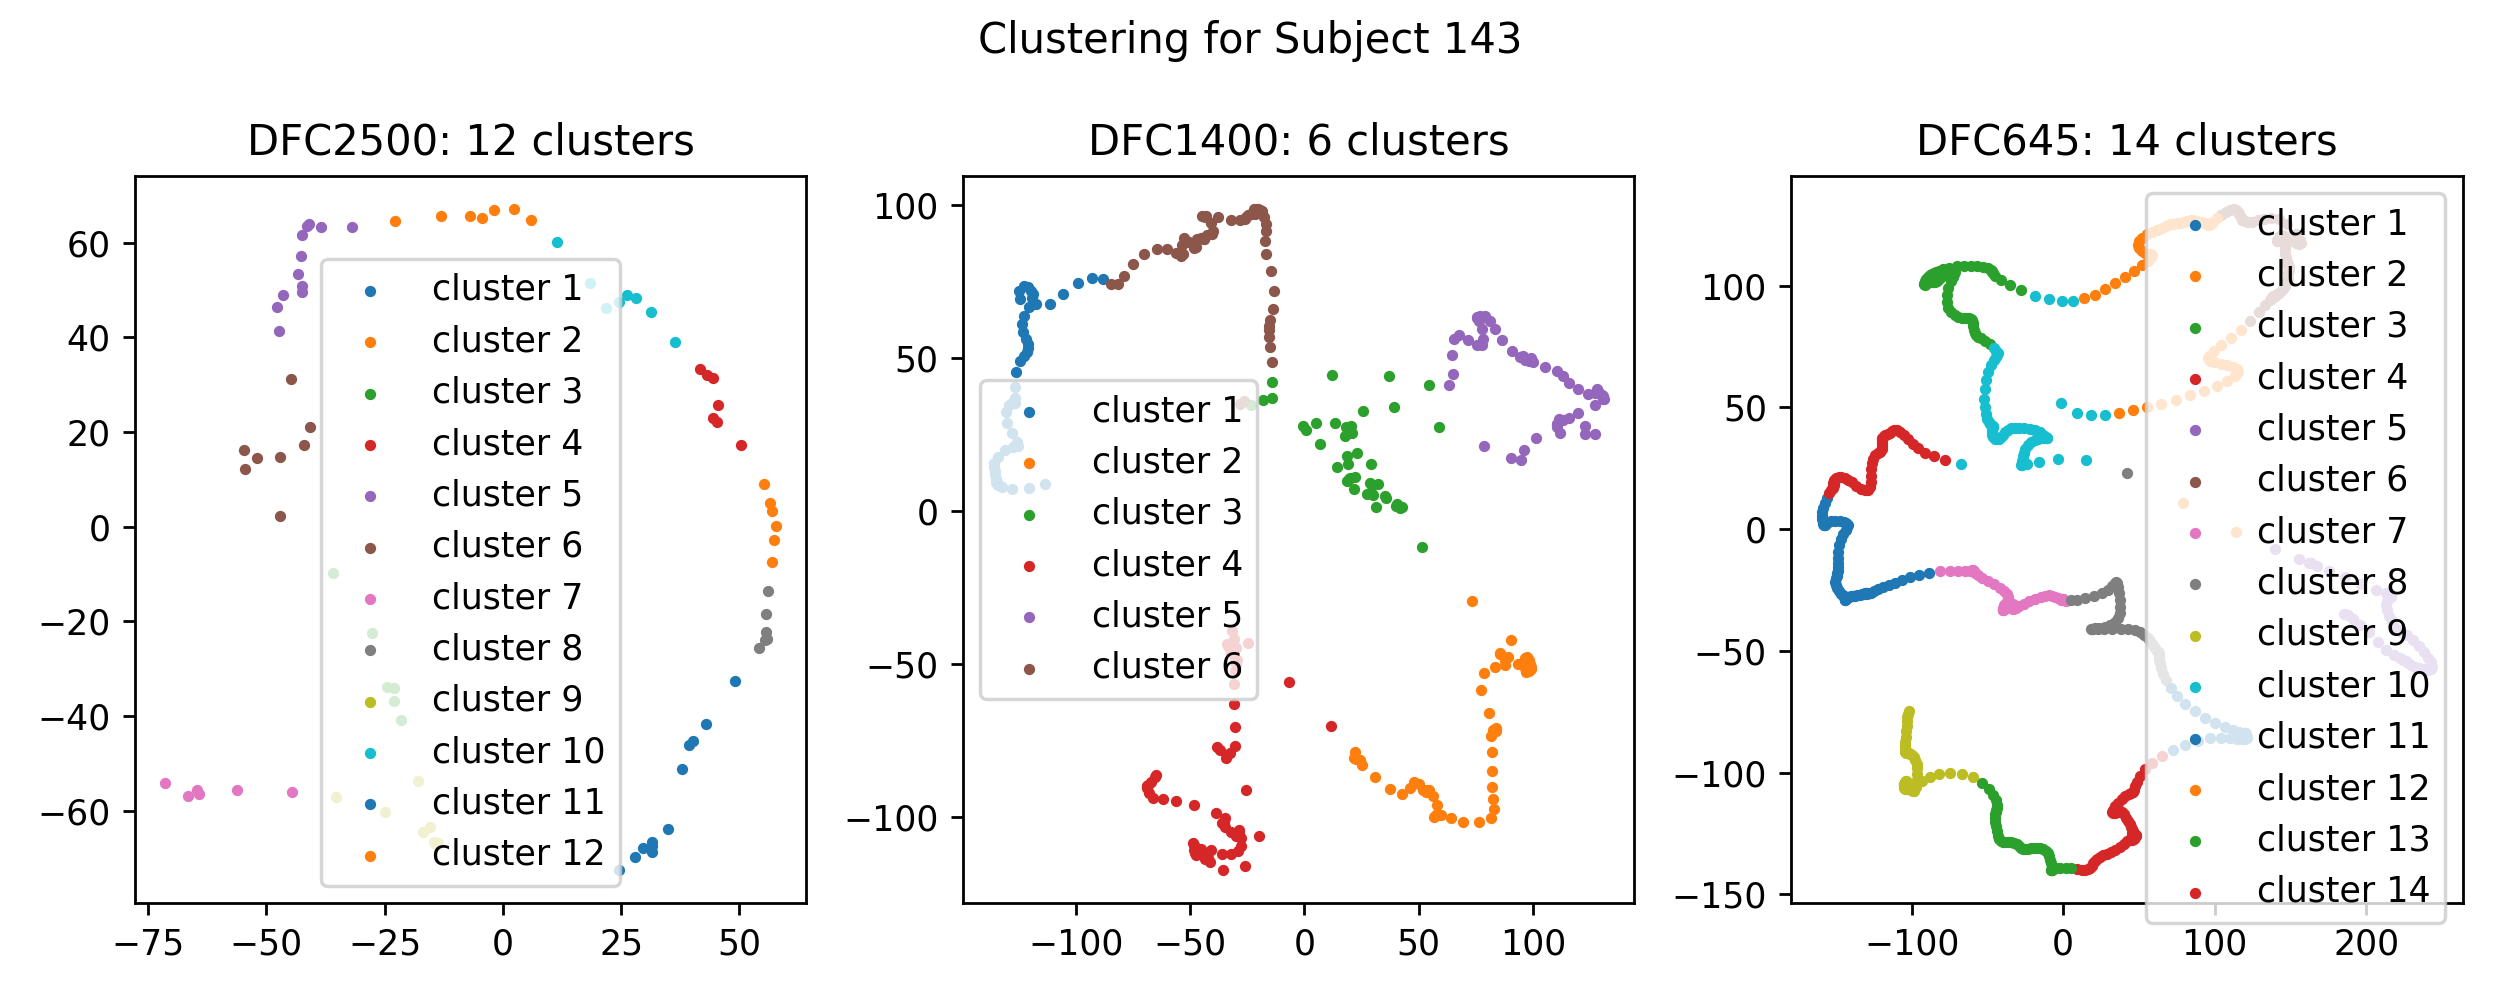 Clustering for Subject 143
DFC2500: 12 clusters
60
40
20
0
−20
−40
−60
−75
−50
−25
0
25
50
cluster 1
cluster 2
cluster 3
cluster 4
cluster 5
cluster 6
cluster 7
cluster 8
cluster 9
cluster 10
cluster 11
cluster 12
DFC1400: 6 clusters
100
50
0
−50
−100
−100
−50
0
50
100
cluster 1
cluster 2
cluster 3
cluster 4
cluster 5
cluster 6
DFC645: 14 clusters
100
50
0
−50
−100
−150
−100
0
100
200
cluster 1
cluster 2
cluster 3
cluster 4
cluster 5
cluster 6
cluster 7
cluster 8
cluster 9
cluster 10
cluster 11
cluster 12
cluster 13
cluster 14